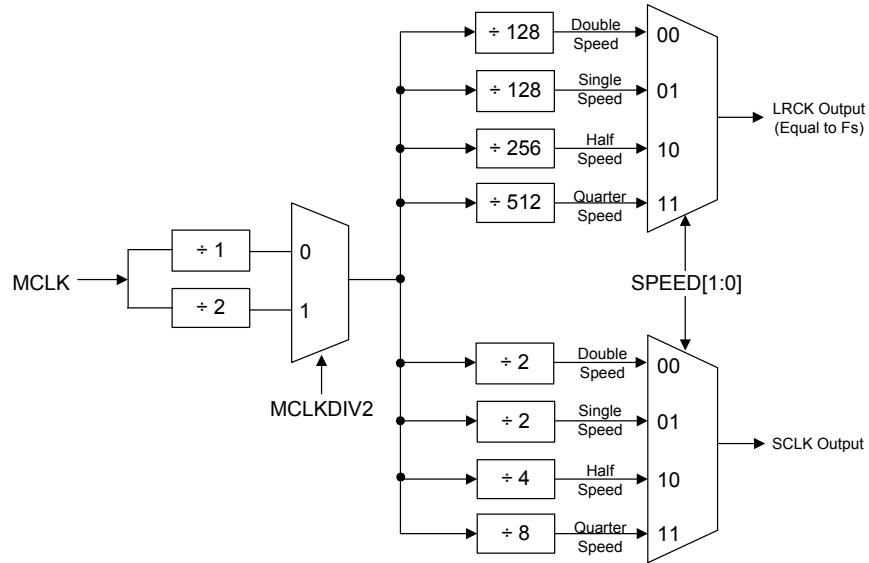 ÷ 128
Double
Speed
00
÷ 128
Single
Speed
01
÷ 256
Half
Speed
10
÷ 512
Quarter
Speed
11
LRCK Output
(Equal to Fs)
MCLK
÷ 1
0
÷ 2
1
MCLKDIV2
SPEED[1:0]
÷ 2
Double
Speed
00
÷ 2
Single
Speed
01
÷ 4
Half
Speed
10
÷ 8
Quarter
Speed
11
SCLK Output